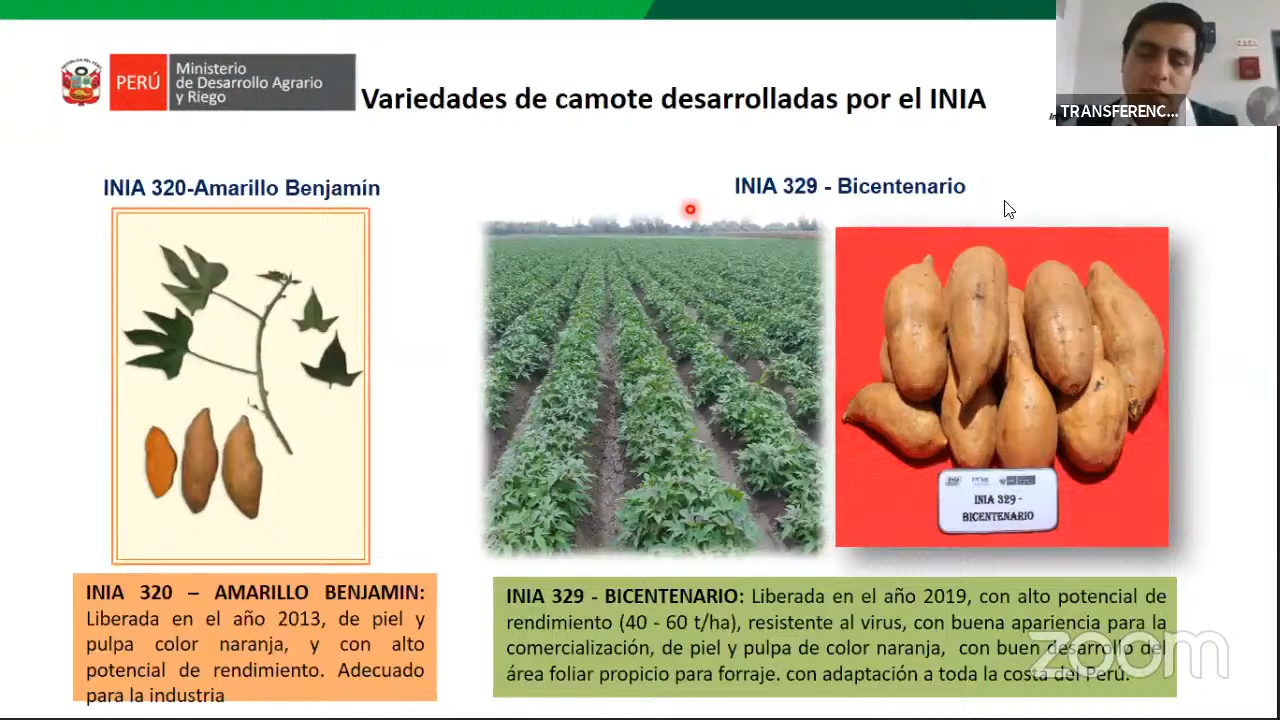 PERÚ
Ministerio
de Desarrollo Agrario
y Riego
Variedades de camote desarrolladas por el INIA
TRANSFERENC...
INIA 320-Amarillo Benjamín
INIA 329 - Bicentenario
INIA 329 -
BICENTENARIO
INIA 320 – AMARILLO BENJAMIN:
Liberada en el año 2013, de piel y
pulpa color naranja, y con alto
potencial de rendimiento. Adecuado
para la industria
INIA 329 - BICENTENARIO: Liberada en el año 2019, con alto potencial de
rendimiento (40 - 60 t/ha), resistente al virus, con buena apariencia para la
comercialización, de piel y pulpa de color naranja, con buen desarrollo del
área foliar propicio para forraje. con adaptación a toda la costa del Perú.
zoom